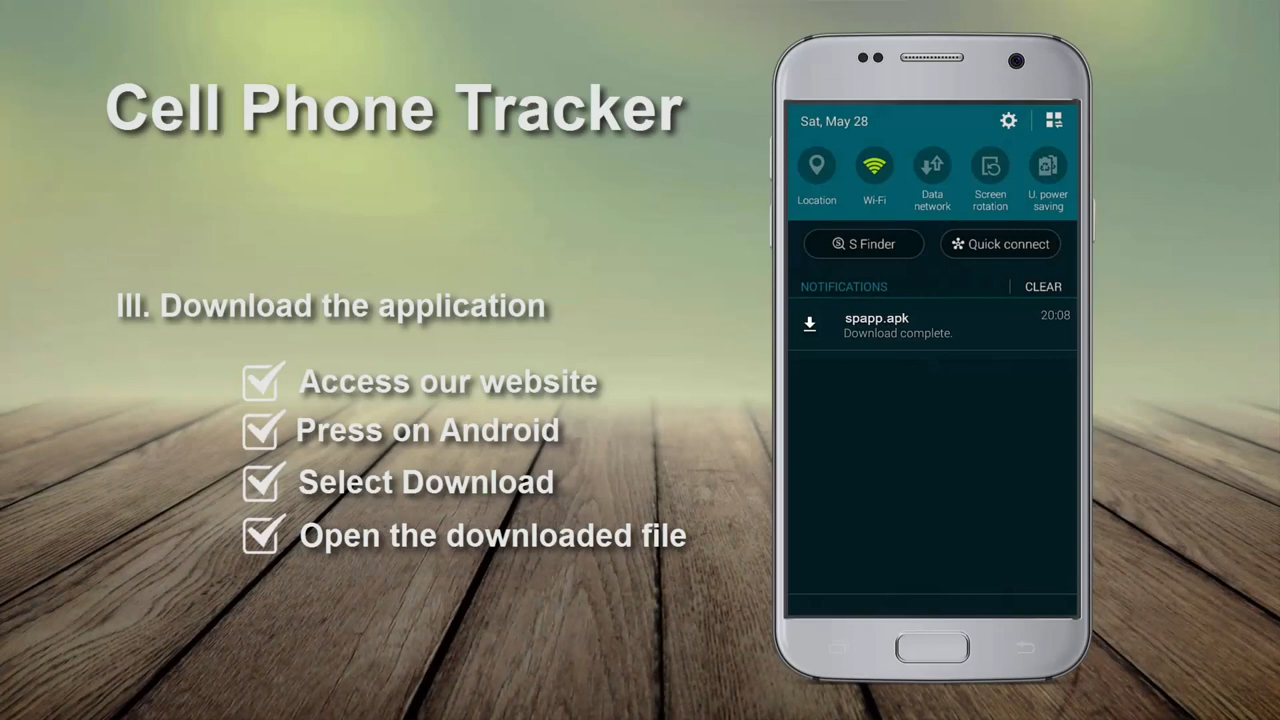 Cell Phone Tracker
III. Download the application
Access our website
Press on Android
Select Download
Open the downloaded file
Sat, May 28
Location
Wi-Fi
Data
network
Screen
rotation
U. power
saving
S Finder
Quick connect
NOTIFICATIONS
CLEAR
spapp.apk
20:08
Download complete.